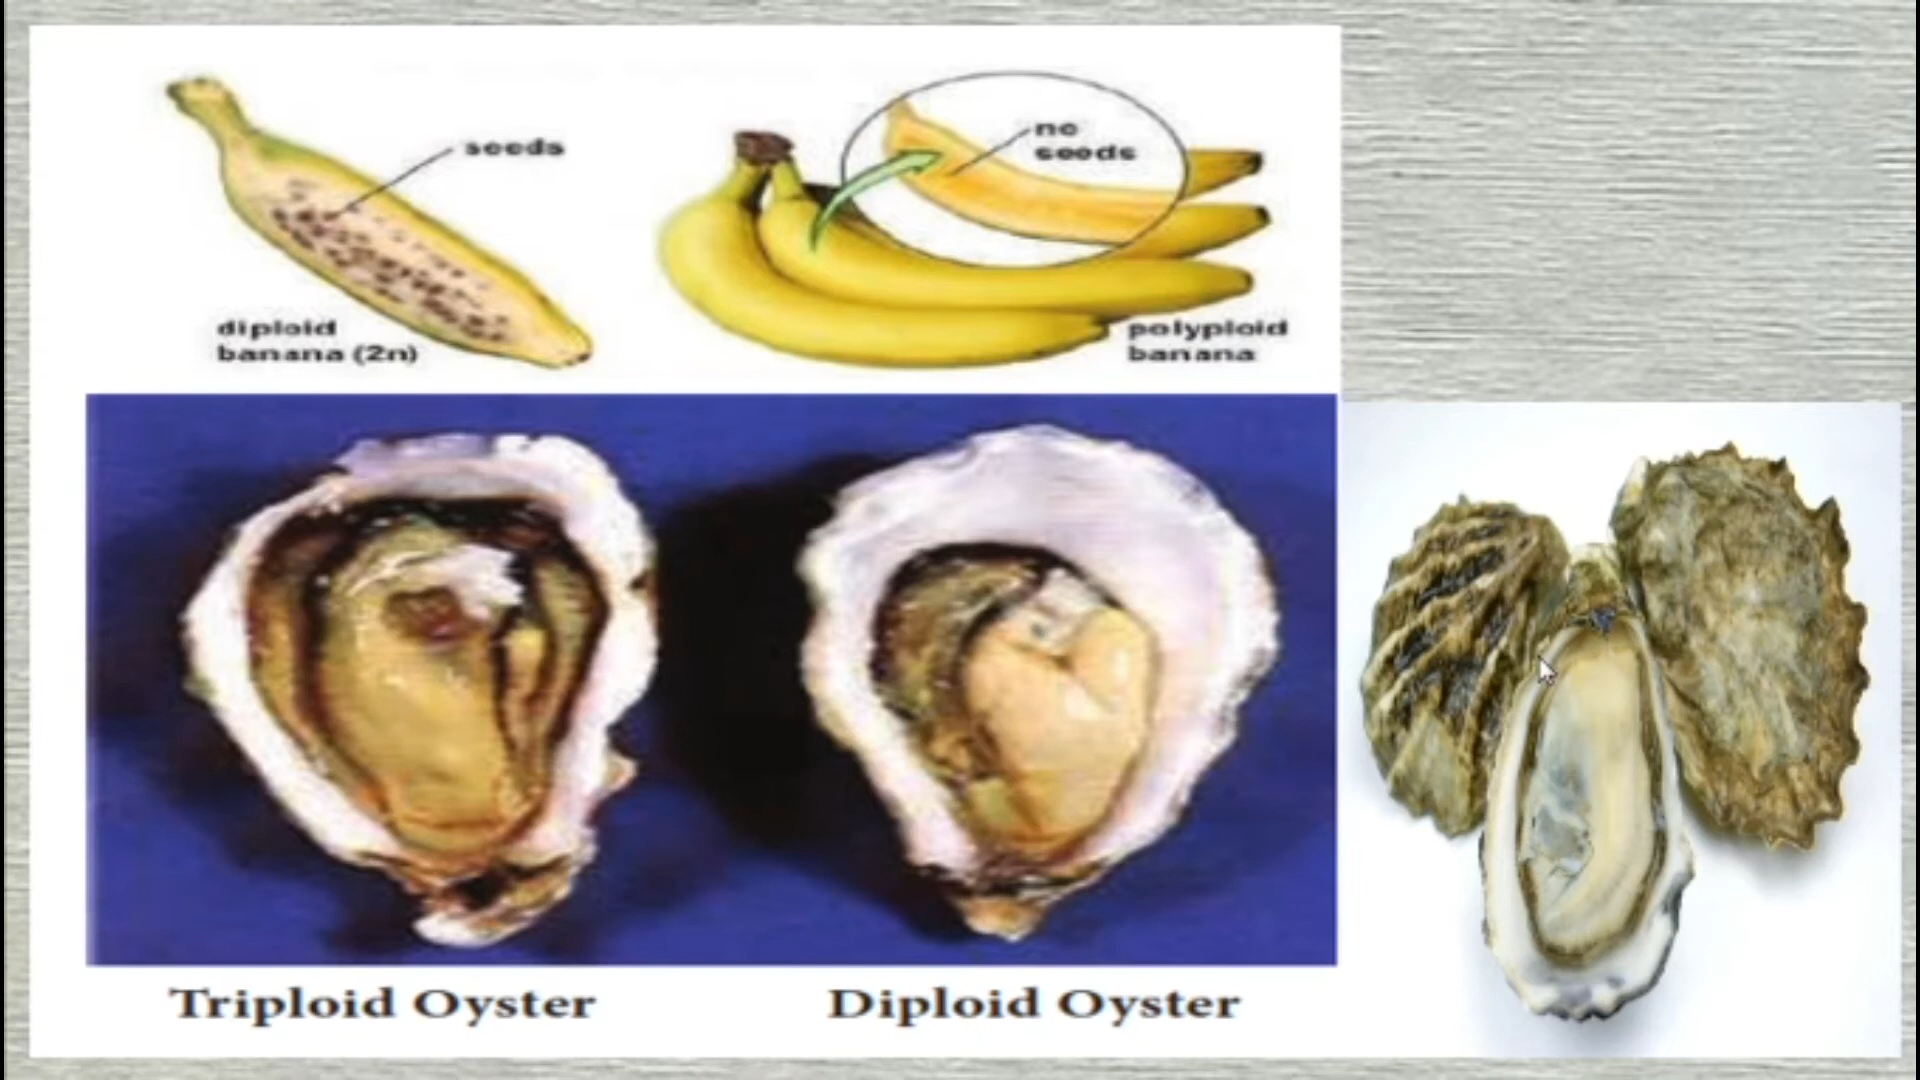 seeds
no
seeds
diploid
banana (2n)
polyploid
banana
Triploid Oyster
Diploid Oyster